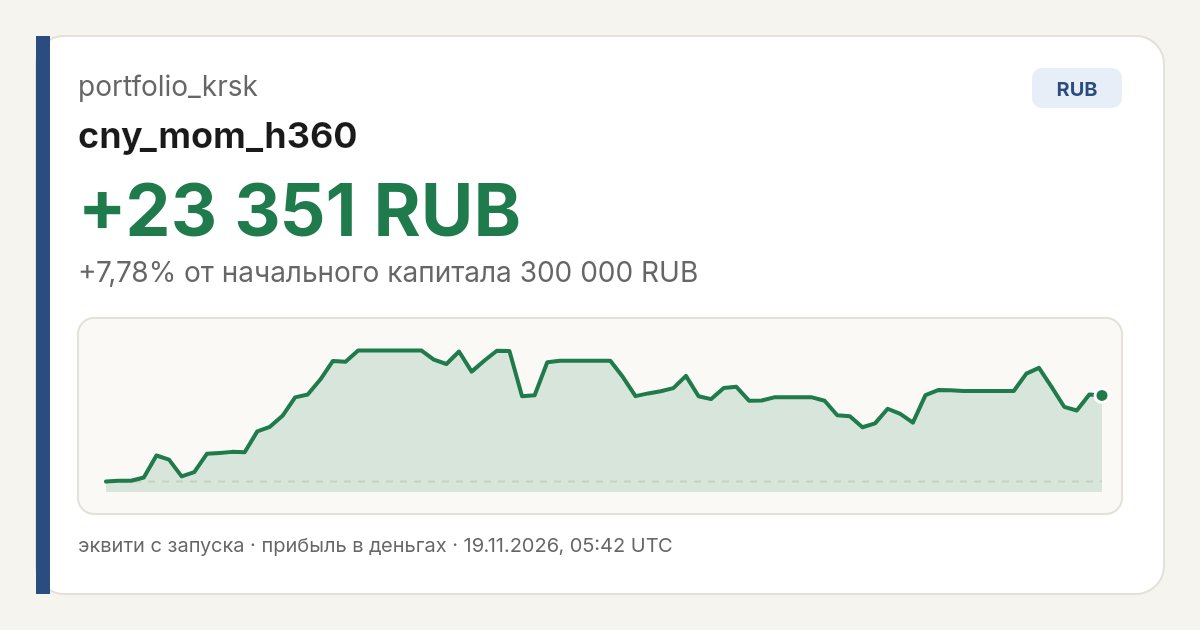 portfolio_krsk
RUB
cny_mom_h360
+23 351 RUB
+7,78% от начального капитала 300 000 RUB
эквити с запуска · прибыль в деньгах · 19.11.2026, 05:42 UTC